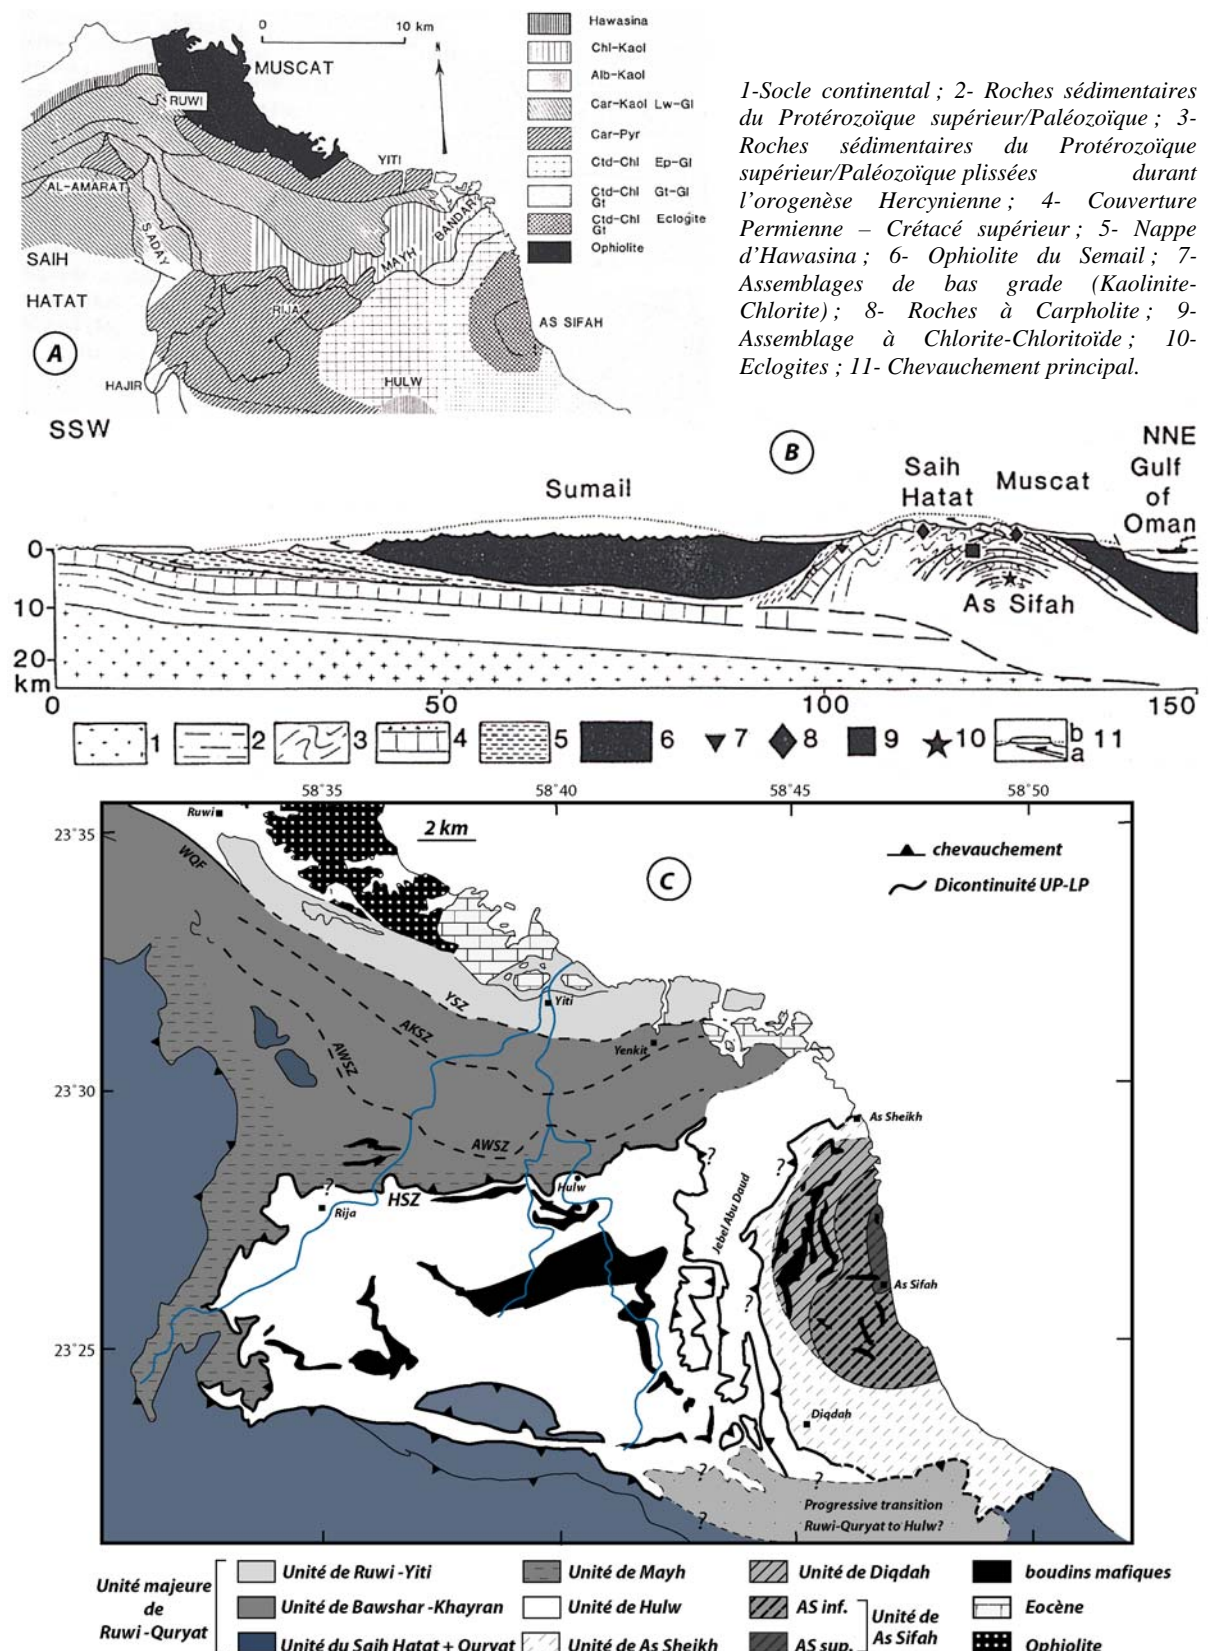 0
10 km
N
MUSCAT
RUWI
YITI
BANDAR
AL-AMARAT
S.ADAY
MAYH
SAIH
HATAT
RIJA
AS SIFAH
A
HAJIR
HULW
Hawasina
Chl-Kaol
Alb-Kaol
Car-Kaol Lw-Gl
Car-Pyr
Ctd-Chl Ep-Gl
Ctd-Chl Gt-Gl
Gt
Ctd-Chl Eclogite
Gt
Ophiolite
1-Socle continental ; 2- Roches sédimentaires
du Protérozoïque supérieur/Paléozoïque ; 3-
Roches sédimentaires du Protérozoïque
supérieur/Paléozoïque plissées durant
l'orogenèse Hercynienne ; 4- Couverture
Permienne – Crétacé supérieur ; 5- Nappe
d'Hawasina ; 6- Ophiolite du Semail ; 7-
Assemblages de bas grade (Kaolinite-
Chlorite) ; 8- Roches à Carpholite ; 9-
Assemblage à Chlorite-Chloritoïde ; 10-
Eclogites ; 11- Chevauchement principal.
SSW
B
NNE
Sumail
Saih
Hatat
Muscat
Gulf
of
Oman
As Sifah
0
10
20
km
0
50
100
150
1
2
3
4
5
6
7
8
9
10
b
a
11
58°35
58°40
58°45
58°50
23°35
23°30
23°25
Ruwi
2 km
C
chevauchement
Dicontinuité UP-LP
WQF
YSZ
Yiti
AKSZ
Yenkit
AWSZ
AWSZ
As Sheikh
?
?
?
HSZ
Hulw
Rija
Jebel Abu Daud
As Sifah
?
Diqdah
?
?
?
Progressive transition
Ruwi-Quryat to Hulw?
Unité majeure
de
Ruwi -Quryat
Unité de Ruwi -Yiti
Unité de Bawshar -Khayran
Unité du Saih Hatat + Quryat
Unité de Mayh
Unité de Hulw
Unité de As Sheikh
Unité de Diqdah
AS inf.
AS sup.
Unité de
As Sifah
boudins mafiques
Eocène
Ophiolite